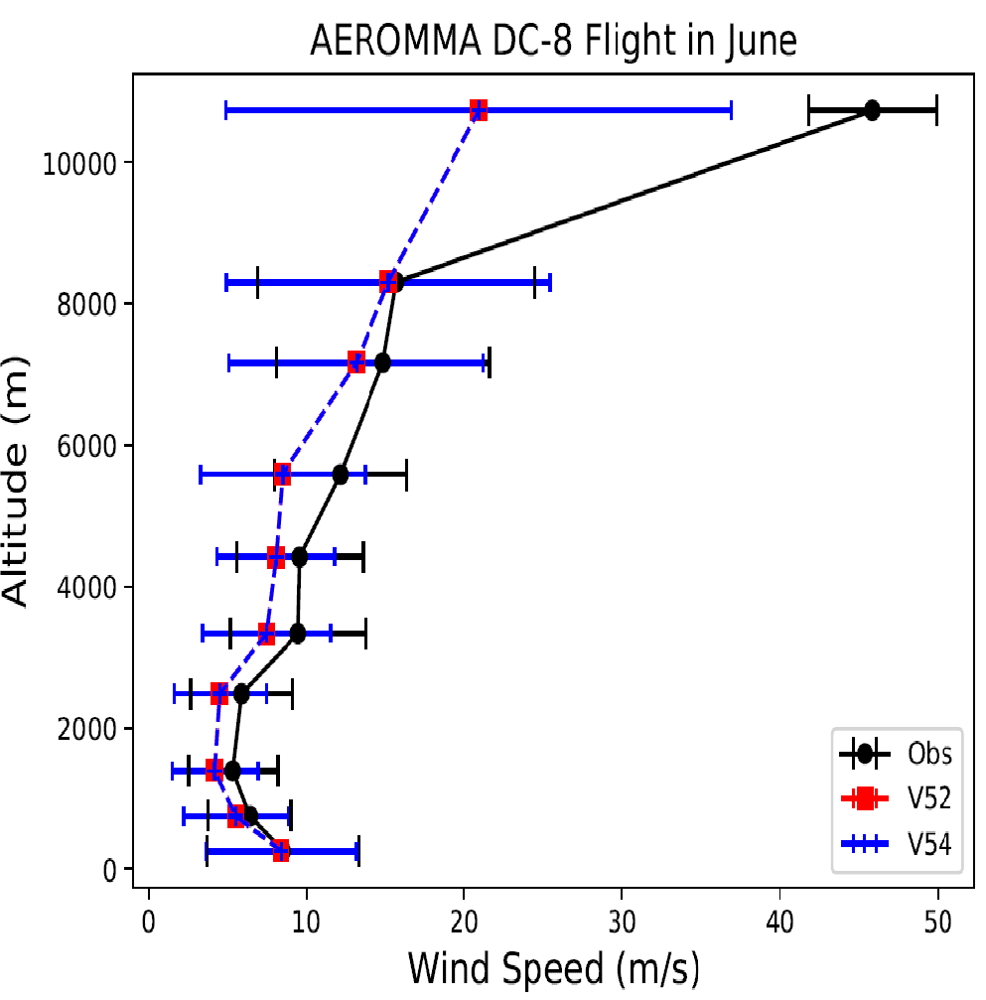 AEROMMA DC-8 Flight in June
Altitude (m)
10000
8000
6000
4000
2000
0
Obs
V52
V54
0 10 20 30 40 50
Wind Speed (m/s)